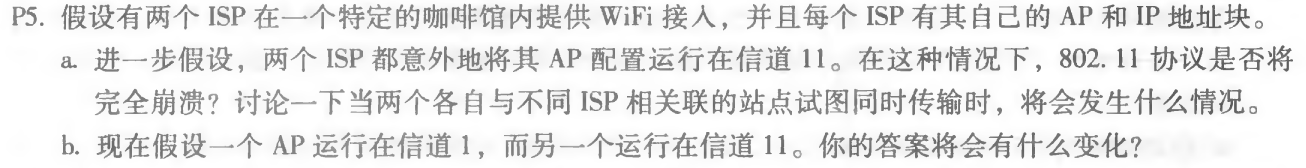 P5. 假设有两个 ISP 在一个特定的咖啡馆内提供 WiFi 接入，并且每个 ISP 有其自己的 AP 和 IP 地址块。
a. 进一步假设，两个 ISP 都意外地将其 AP 配置运行在信道 11。在这种情况下，802.11 协议是否将
完全崩溃？讨论一下当两个各自与不同 ISP 相关联的站点试图同时传输时，将会发生什么情况。
b. 现在假设一个 AP 运行在信道 1，而另一个运行在信道 11。你的答案将会有什么变化？